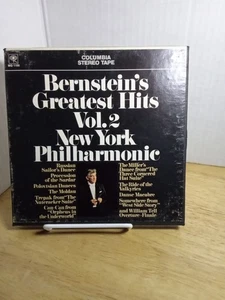 COLUMBIA
STEREO TAPE
Bernstein's
Greatest Hits
Vol.2
New York
Philharmonic
Russian
Sailor's Dance
Procession
of the Sardar
Polovtsian Dances
The Moldau
Trepak from "The
Nutcracker Suite"
Can-Can from
"Orpheus in
the Underworld"
The Miller's
Dance from "The
Three-Cornered
Hat Suite"
The Ride of the
Valkyries
Danse Macabre
Somewhere from
"West Side Story"
and William Tell
Overture-Finale